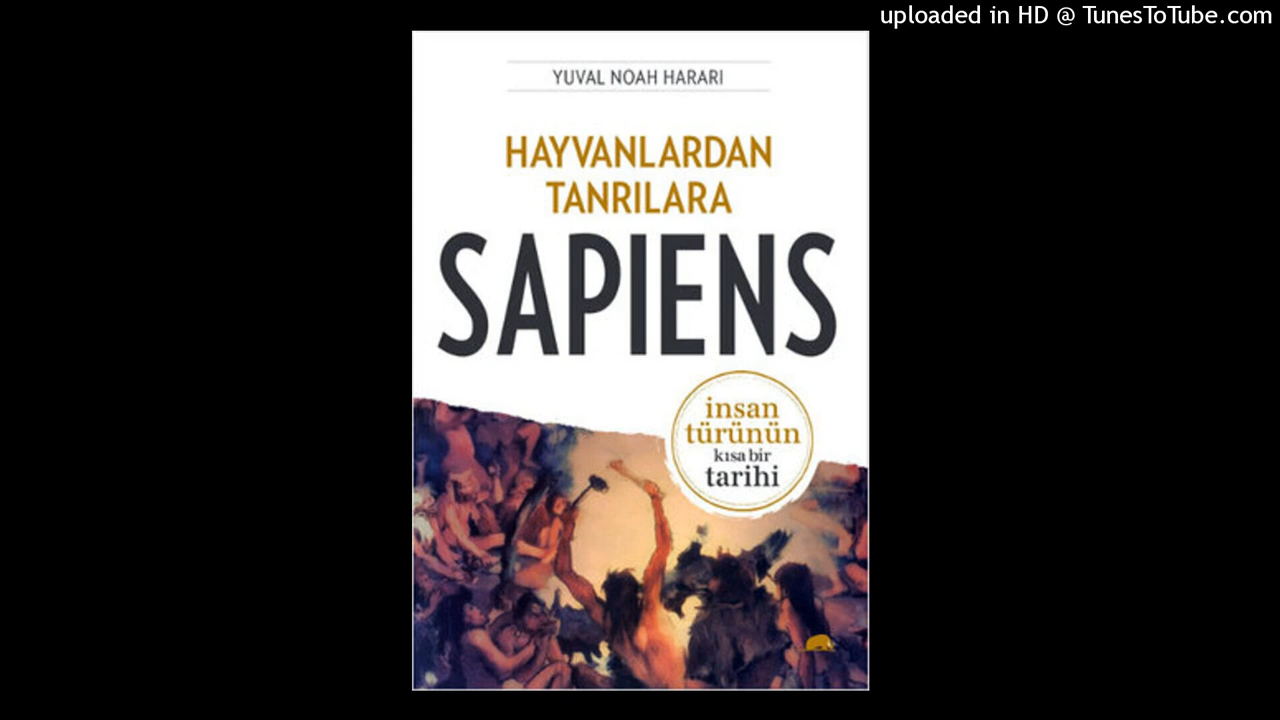 uploaded in HD @ TunesToTube.com
YUVAL NOAH HARARI
HAYVANLARDAN
TANRILARA
SAPIENS
insan
türünün
kısa bir
tarihi